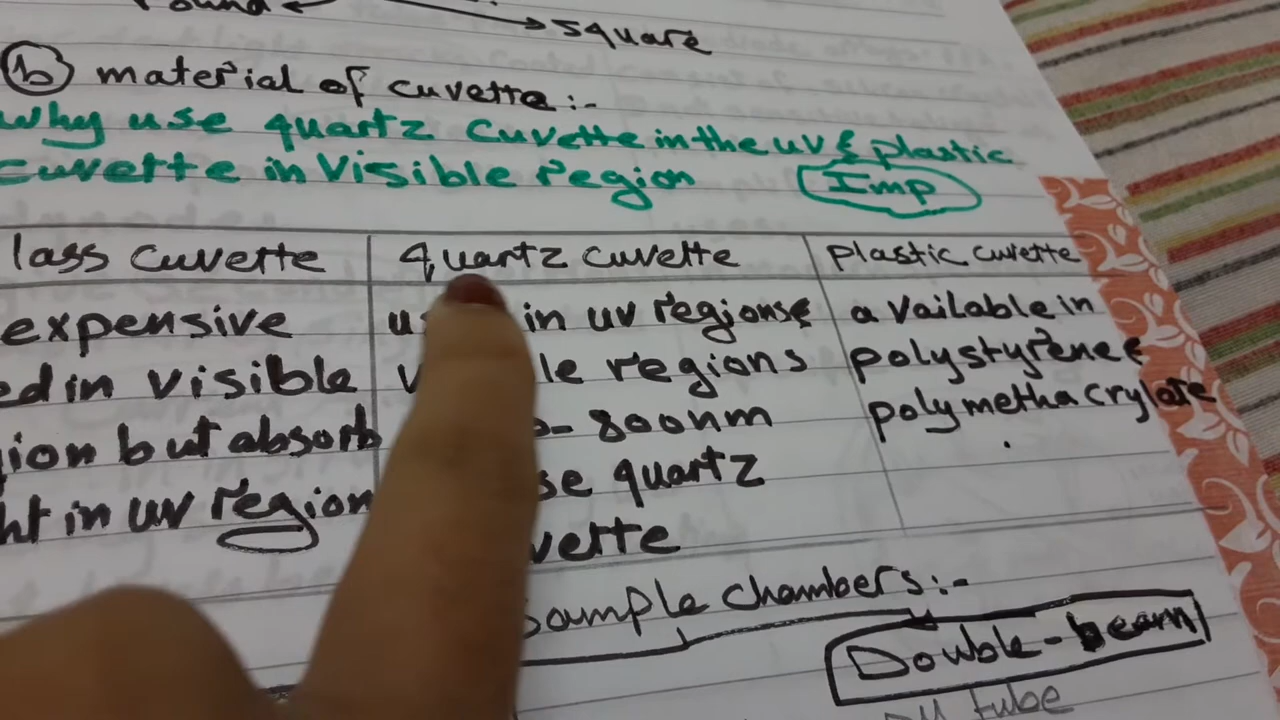 Square
b) material of cuvette :-
Why use quartz cuvette in the uv & plastic
cuvette in visible region Imp
lass cuvette
expensive
ed in visible
ion but absorb
ht in uv region
quartz cuvette
in uv regions &
le regions
- 800nm
se quartz
vette
Plastic cuvette
available in
polystyrene &
polymethacrylate
Sample chambers :-
Double-beam
tube